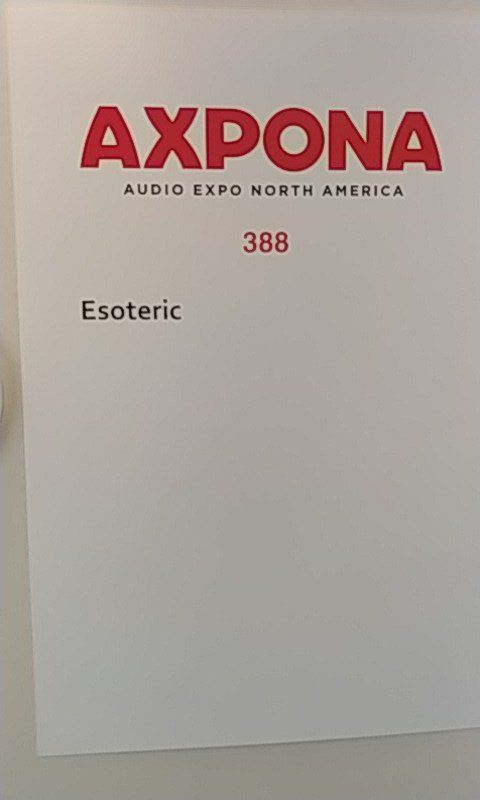 AXPONA
AUDIO EXPO NORTH AMERICA
388
Esoteric